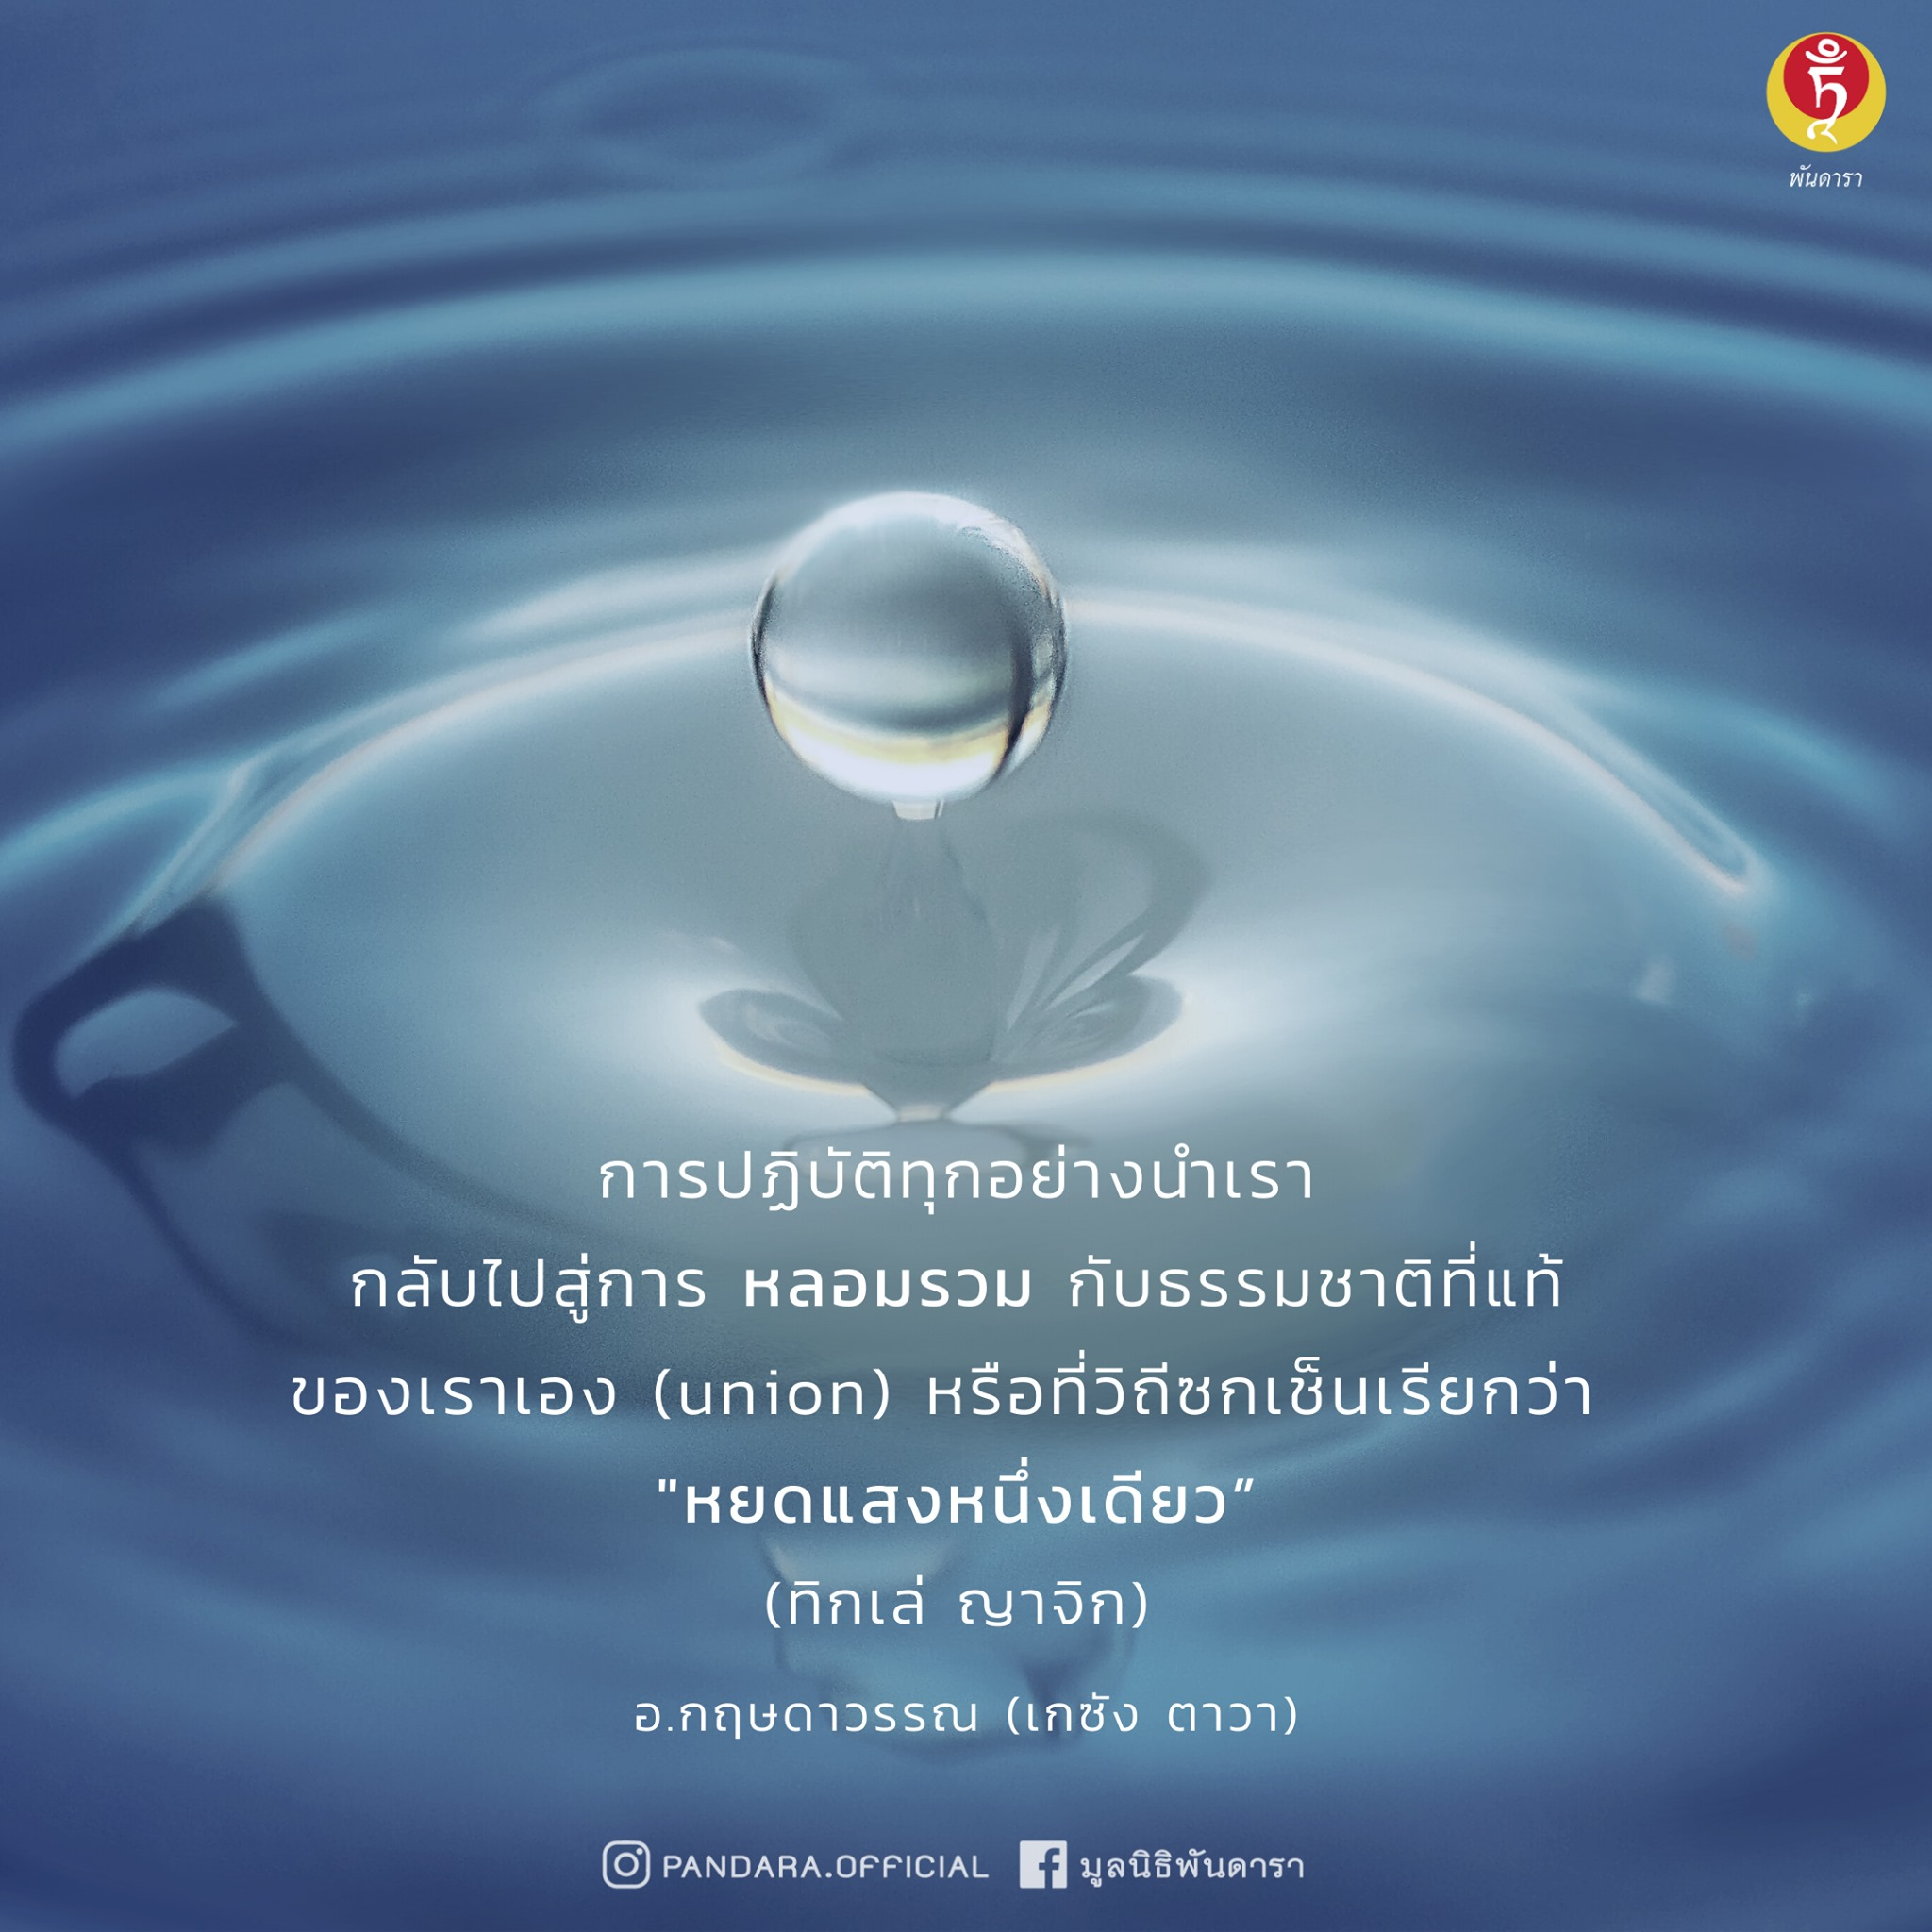 พันดารา
การปฏิบัติทุกอย่างนำเรา
กลับไปสู่การ หลอมรวม กับธรรมชาติที่แท้
ของเราเอง (union) หรือที่วิถีซกเช็นเรียกว่า
"หยดแสงหนึ่งเดียว”
(ทิกเล่ ญาจิก)
อ.กฤษดาวรรณ (เกซัง ตาวา)
PANDARA.OFFICIAL มูลนิธิพันดารา